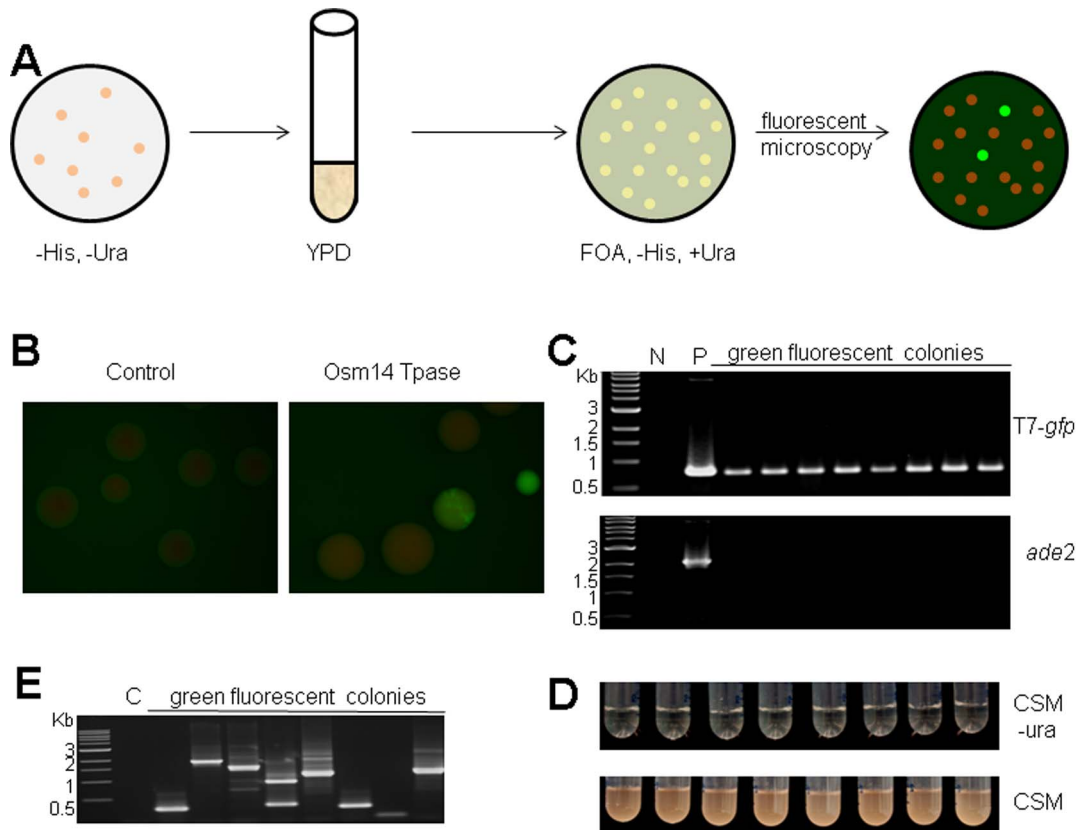 A
-His, -Ura
YPD
FOA, -His, +Ura
fluorescent
microscopy
B
Control
Osm14 Tpase
C
N P green fluorescent colonies
Kb
3
2
1.5
1
0.5
T7-gfp
3
2
1.5
1
0.5
ade2
E
C green fluorescent colonies
Kb
3
2
1
0.5
D
CSM
-ura
CSM